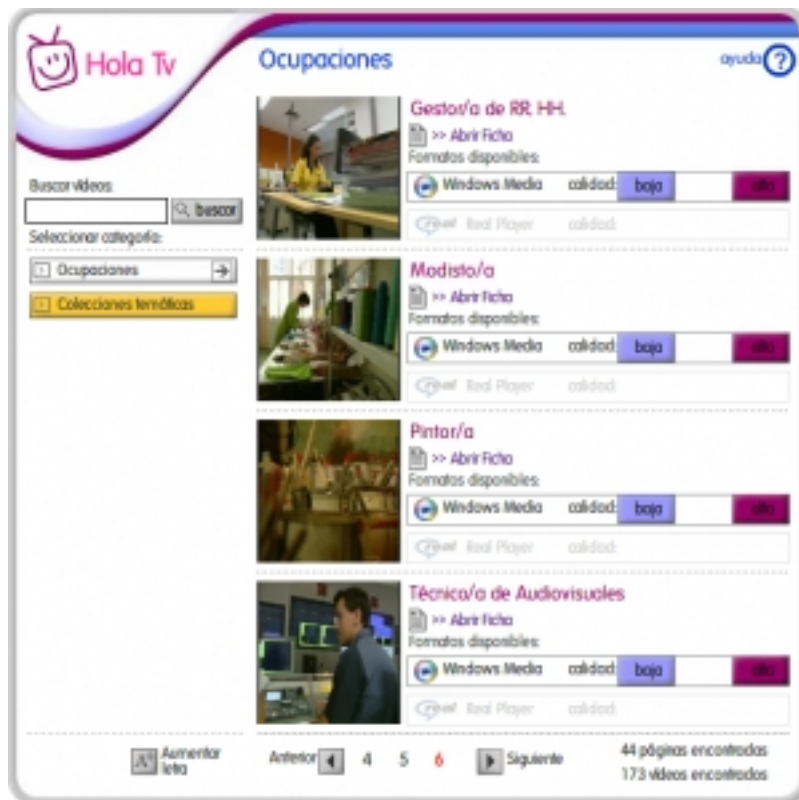 Hola Tv
Ocupaciones
ayuda ?
Buscar vídeos:
buscar
Seleccionar categoría:
Ocupaciones
Colecciones temáticas
Gestor/a de RR. HH.
>> Abrir Ficha
Formatos disponibles:
Windows Media calidad: baja alta
real Real Player calidad:
Modisto/a
>> Abrir Ficha
Formatos disponibles:
Windows Media calidad: baja alta
real Real Player calidad:
Pintor/a
>> Abrir Ficha
Formatos disponibles:
Windows Media calidad: baja alta
real Real Player calidad:
Técnico/a de Audiovisuales
>> Abrir Ficha
Formatos disponibles:
Windows Media calidad: baja alta
real Real Player calidad:
Aumentar
letra
Anterior 4 5 6 Siguiente
44 páginas encontradas
173 vídeos encontrados